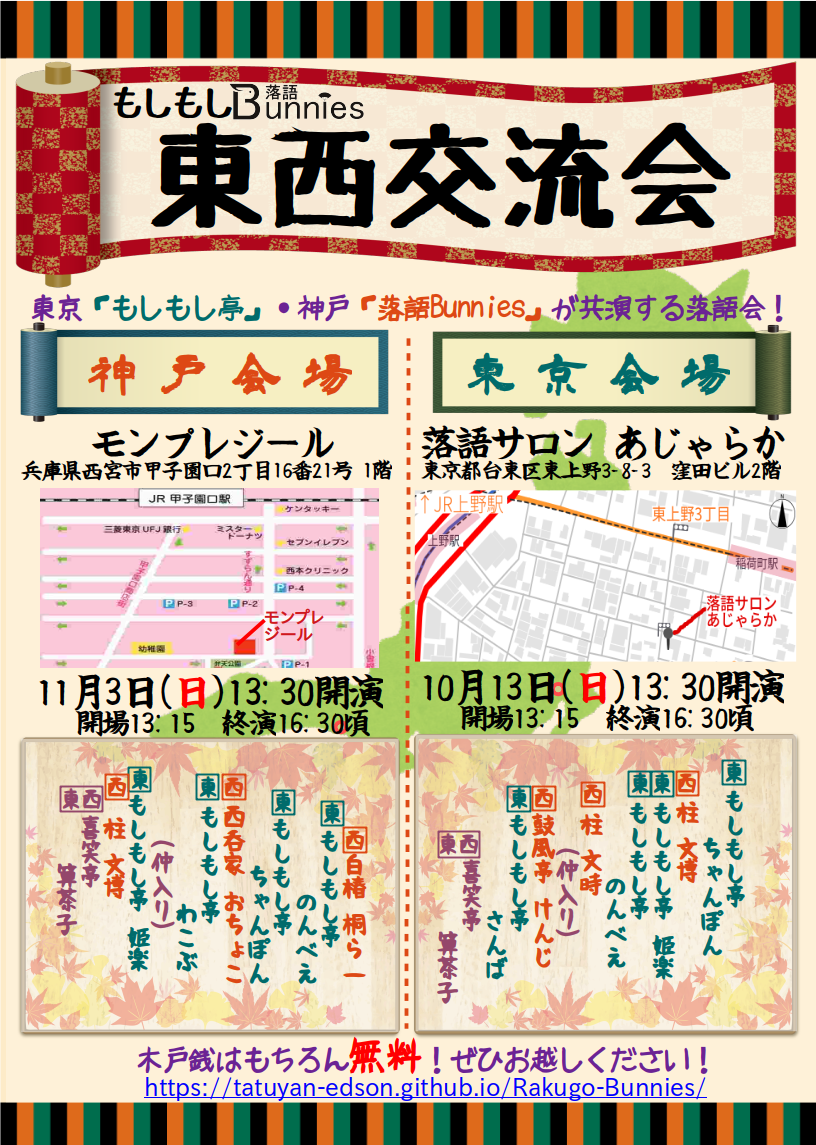 もしもし落語Bunnies
東西交流会
東京「もしもし亭」・神戸「落語Bunnies」が共演する落語会！
神戸会場
モンプレジール
兵庫県西宮市甲子園口2丁目16番21号 1階
JR 甲子園口駅
ケンタッキー
三菱東京UFJ銀行
ミスタードーナツ
セブンイレブン
西本クリニック
すずらん通り
P-4
P-3
P-2
モンプレ
ジール
幼稚園
弁天公園
P-1
11月3日(日)13:30開演
開場13:15 終演16:30頃
西 白椿 桐ら一
東 もしもし亭 のんべえ
東 もしもし亭 ちゃんぽん
西 西呑家 おちょこ
東 もしもし亭 わこぶ
(仲入り)
東 もしもし亭 姫楽
西 柱 文博
東西 喜笑亭 算茶子
東京会場
落語サロン あじゃらか
東京都台東区東上野3-8-3 窪田ビル2階
↑JR上野駅
上野駅
東上野3丁目
稲荷町駅
N
落語サロン
あじゃらか
10月13日(日)13:30開演
開場13:15 終演16:30頃
東 もしもし亭 ちゃんぽん
西 柱 文博
東 もしもし亭 姫楽
東 もしもし亭 のんべえ
西 柱 文時
(仲入り)
西 鼓風亭 けんじ
東 もしもし亭 さんぱ
東西 喜笑亭 算茶子
木戸銭はもちろん無料！ぜひお越しください！
https://tatuyan-edson.github.io/Rakugo-Bunnies/